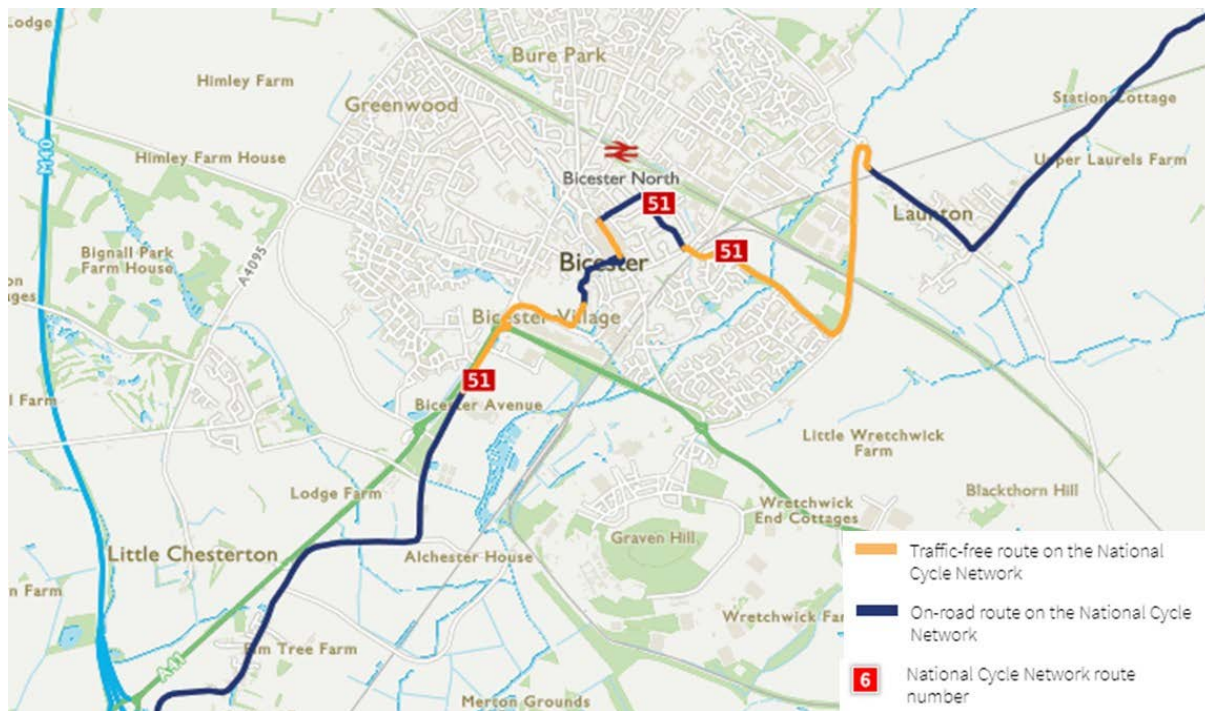 Lodge
Bure Park
Himley Farm
Greenwood
Station Cottage
M40
Himley Farm House
Upper Laurels Farm
Bicester North
51
Launton
Bignall Park
Farm House
A4095
Bicester
51
Bicester Village
51
Bicester Avenue
Farm
Little Wretchwick
Farm
Lodge Farm
Wretchwick
End Cottages
Blackthorn Hill
Graven Hill
Little Chesterton
Alchester House
Traffic-free route on the National
Cycle Network
On-road route on the National Cycle
Network
Farm
Wretchwick
Elm Tree Farm
A41
Merton Grounds
6
National Cycle Network route
number